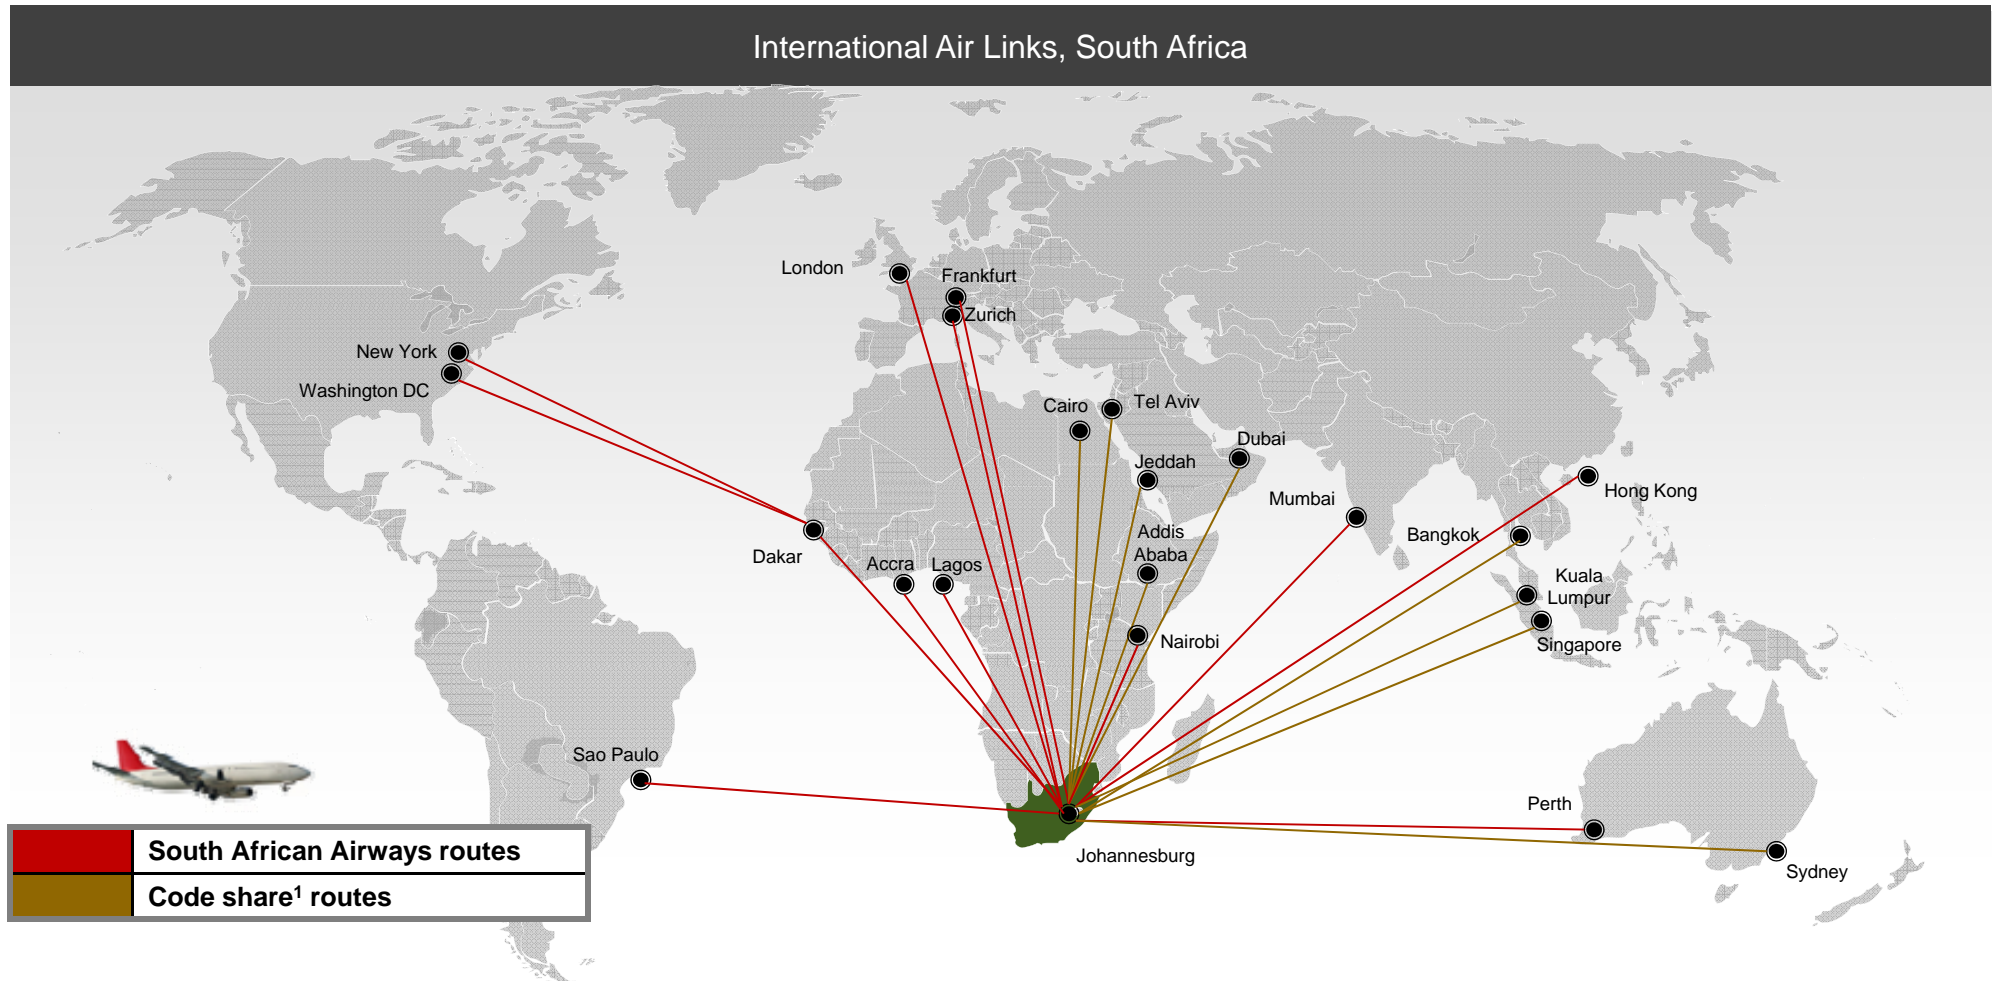 International Air Links, South Africa
London
Frankfurt
Zurich
New York
Washington DC
Cairo
Tel Aviv
Dubai
Jeddah
Mumbai
Hong Kong
Addis
Ababa
Bangkok
Dakar
Accra
Lagos
Kuala
Lumpur
Nairobi
Singapore
Sao Paulo
Perth
Johannesburg
Sydney
South African Airways routes
Code share¹ routes